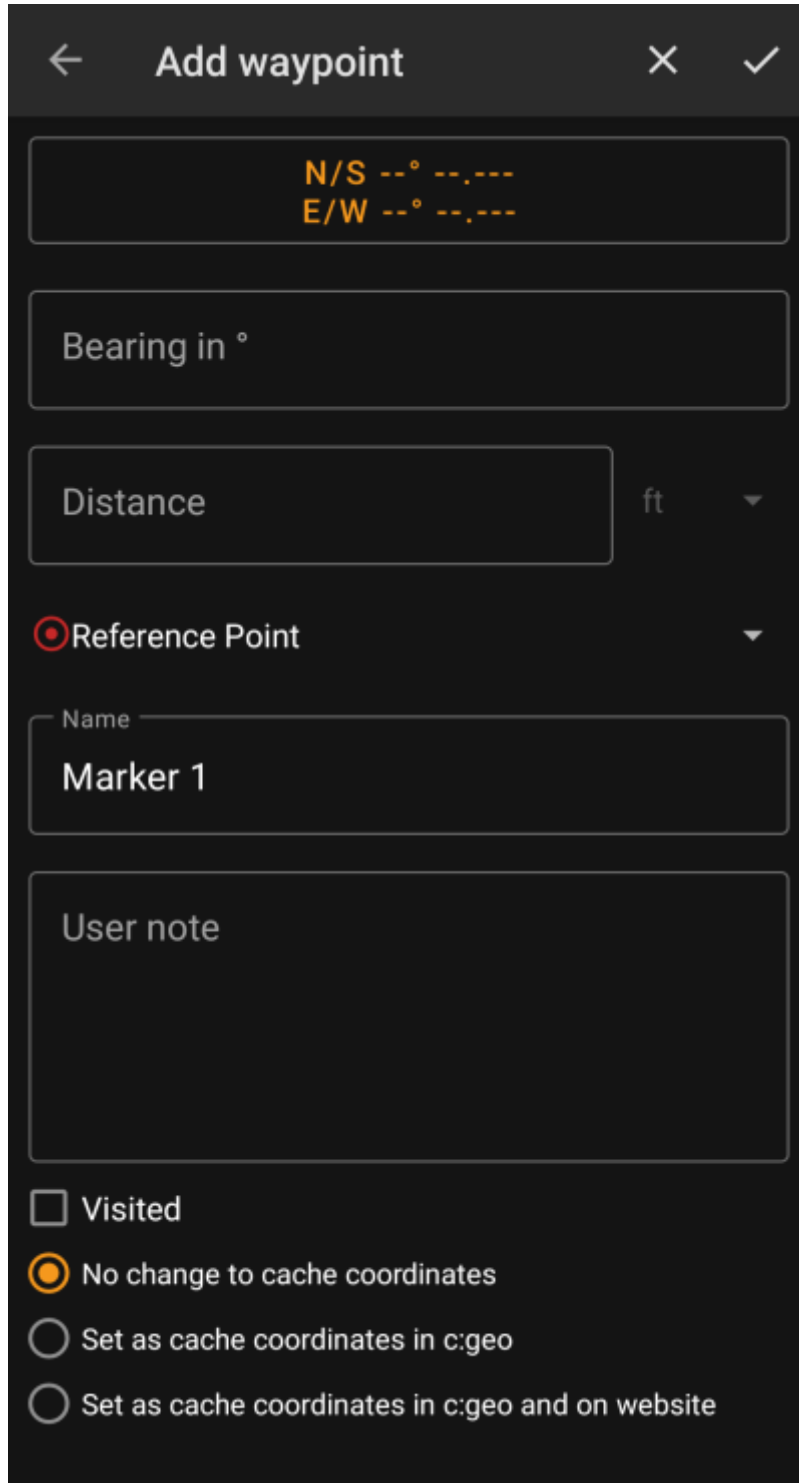 Add waypoint
N/S --° --.---
E/W --° --.---
Bearing in °
Distance
ft
Reference Point
Name
Marker 1
User note
Visited
No change to cache coordinates
Set as cache coordinates in c:geo
Set as cache coordinates in c:geo and on website